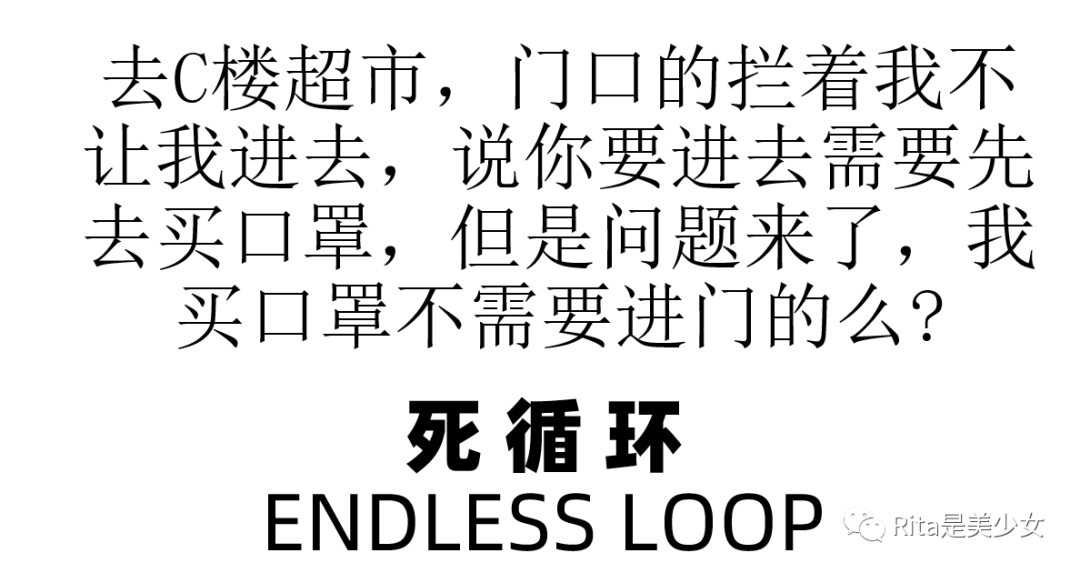 去C楼超市，门口的拦着我不
让我进去，说你要进去需要先
去买口罩，但是问题来了，我
买口罩不需要进门的么?
死循环
ENDLESS LOOP
Rita是美少女